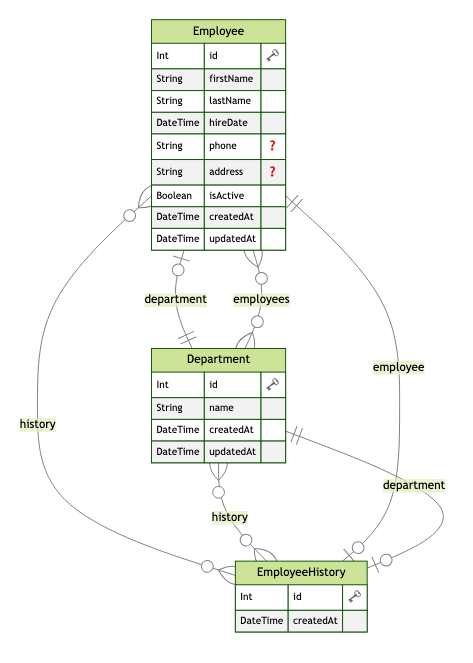 Employee
Int id
String firstName
String lastName
DateTime hireDate
String phone ?
String address ?
Boolean isActive
DateTime createdAt
DateTime updatedAt
department employees
Department
Int id
String name
DateTime createdAt
DateTime updatedAt
employee
history
department
history
EmployeeHistory
Int id
DateTime createdAt